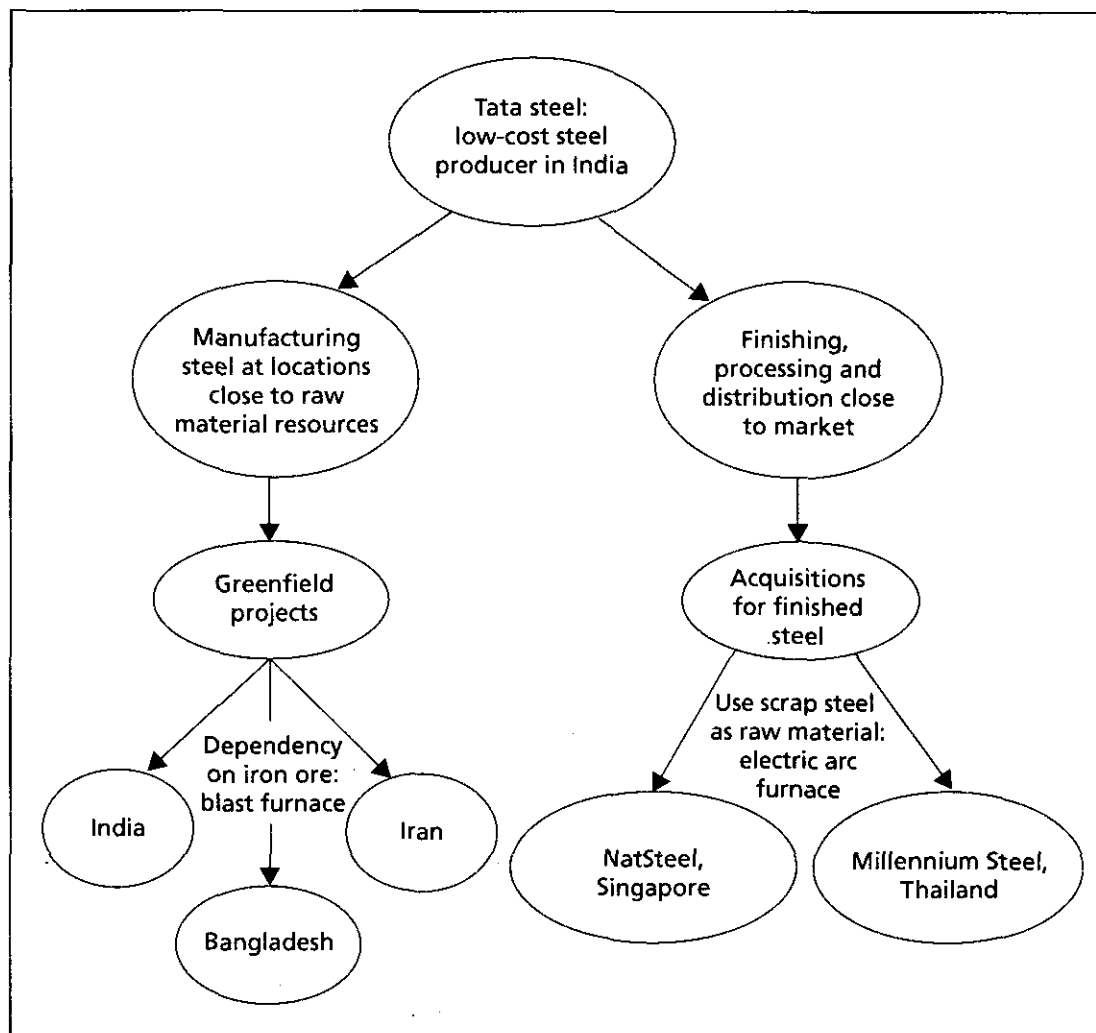 Tata steel:
low-cost steel
producer in India
Manufacturing
steel at locations
close to raw
material resources
Finishing,
processing and
distribution close
to market
Greenfield
projects
Acquisitions
for finished
steel
Dependency
on iron ore:
blast furnace
Use scrap steel
as raw material:
electric arc
furnace
India
Iran
Bangladesh
NatSteel,
Singapore
Millennium Steel,
Thailand